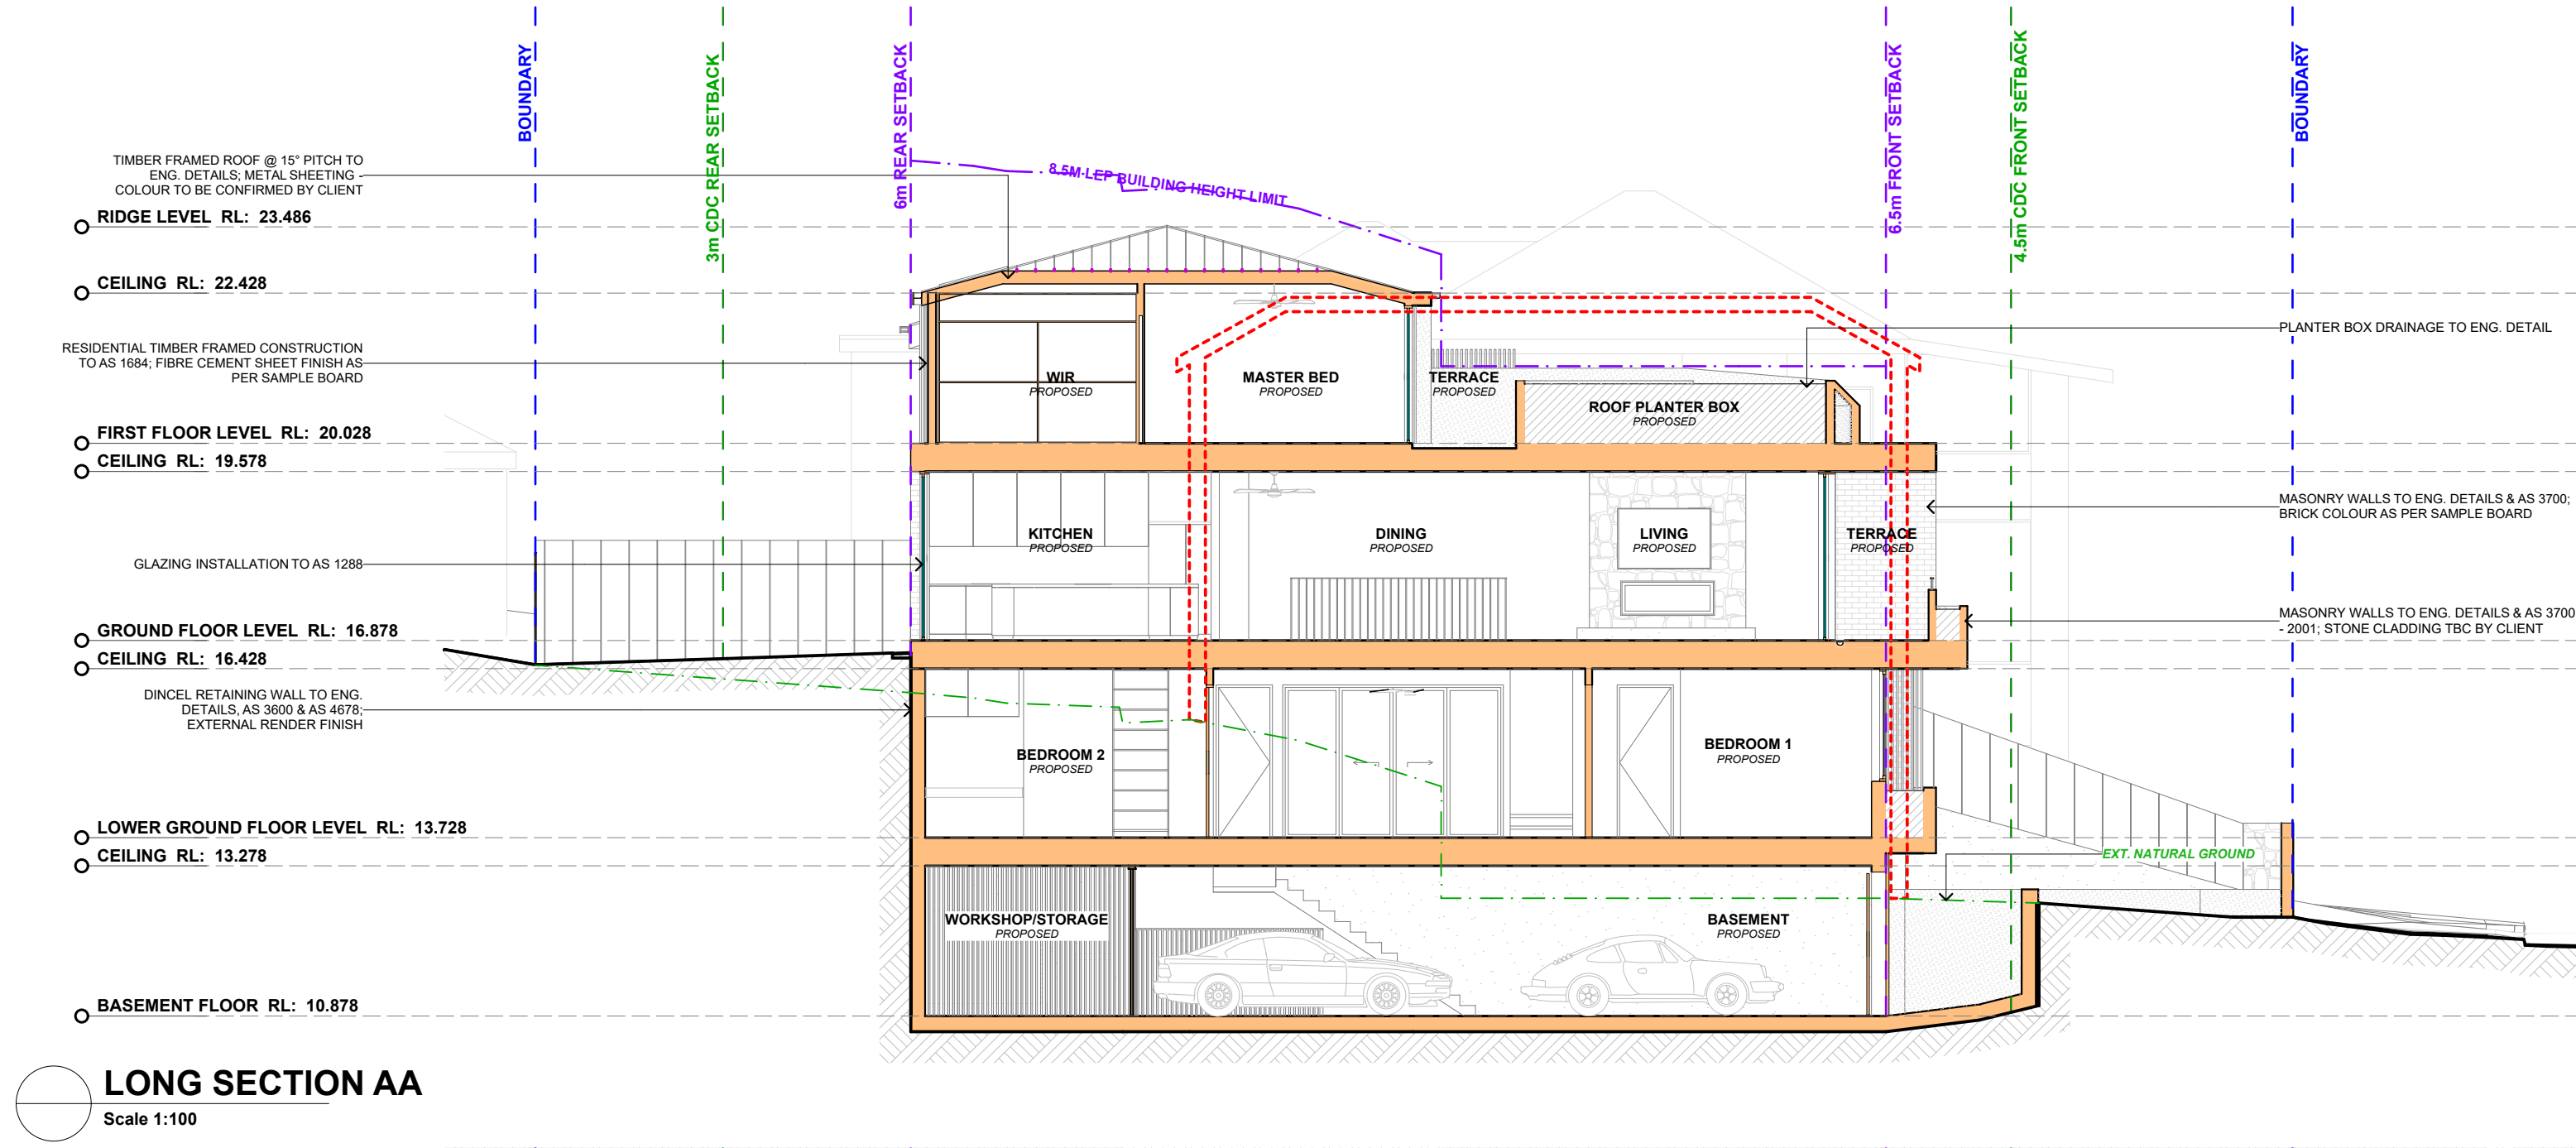 BOUNDARY
3m CDC REAR SETBACK
6m REAR SETBACK
8.5M LEP BUILDING HEIGHT LIMIT
6.5m FRONT SETBACK
4.5m CDC FRONT SETBACK
BOUNDARY
TIMBER FRAMED ROOF @ 15° PITCH TO
ENG. DETAILS; METAL SHEETING -
COLOUR TO BE CONFIRMED BY CLIENT
RIDGE LEVEL RL: 23.486
CEILING RL: 22.428
RESIDENTIAL TIMBER FRAMED CONSTRUCTION
TO AS 1684; FIBRE CEMENT SHEET FINISH AS
PER SAMPLE BOARD
PLANTER BOX DRAINAGE TO ENG. DETAIL
WIR
PROPOSED
MASTER BED
PROPOSED
TERRACE
PROPOSED
ROOF PLANTER BOX
PROPOSED
FIRST FLOOR LEVEL RL: 20.028
CEILING RL: 19.578
MASONRY WALLS TO ENG. DETAILS & AS 3700;
BRICK COLOUR AS PER SAMPLE BOARD
KITCHEN
PROPOSED
DINING
PROPOSED
LIVING
PROPOSED
TERRACE
PROPOSED
GLAZING INSTALLATION TO AS 1288
MASONRY WALLS TO ENG. DETAILS & AS 3700
- 2001; STONE CLADDING TBC BY CLIENT
GROUND FLOOR LEVEL RL: 16.878
CEILING RL: 16.428
DINCEL RETAINING WALL TO ENG.
DETAILS, AS 3600 & AS 4678;
EXTERNAL RENDER FINISH
BEDROOM 2
PROPOSED
BEDROOM 1
PROPOSED
LOWER GROUND FLOOR LEVEL RL: 13.728
CEILING RL: 13.278
EXT. NATURAL GROUND
WORKSHOP/STORAGE
PROPOSED
BASEMENT
PROPOSED
BASEMENT FLOOR RL: 10.878
LONG SECTION AA
Scale 1:100